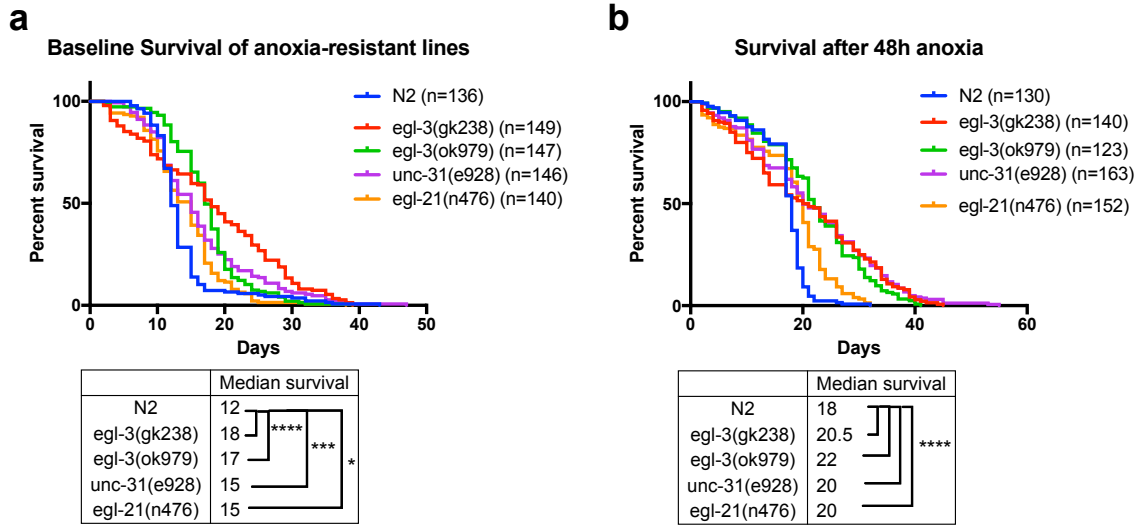 a
Baseline Survival of anoxia-resistant lines
Percent survival
100
50
0
0 10 20 30 40 50
Days
N2 (n=136)
egl-3(gk238) (n=149)
egl-3(ok979) (n=147)
unc-31(e928) (n=146)
egl-21(n476) (n=140)
Median survival
N2 12
egl-3(gk238) 18 ****
egl-3(ok979) 17 ***
unc-31(e928) 15 *
egl-21(n476) 15
b
Survival after 48h anoxia
Percent survival
100
50
0
0 20 40 60
Days
N2 (n=130)
egl-3(gk238) (n=140)
egl-3(ok979) (n=123)
unc-31(e928) (n=163)
egl-21(n476) (n=152)
Median survival
N2 18
egl-3(gk238) 20.5 ****
egl-3(ok979) 22
unc-31(e928) 20
egl-21(n476) 20